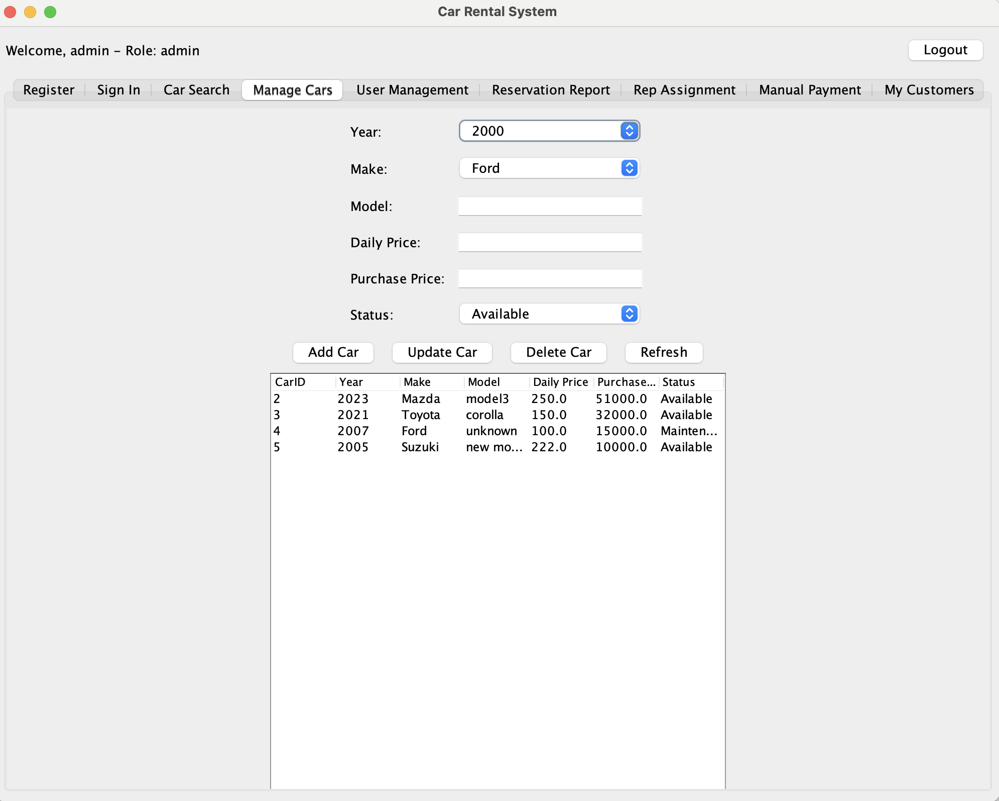 Car Rental System
Welcome, admin – Role: admin
Logout
Register Sign In Car Search Manage Cars User Management Reservation Report Rep Assignment Manual Payment My Customers
Year: 2000
Make: Ford
Model:
Daily Price:
Purchase Price:
Status: Available
Add Car Update Car Delete Car Refresh
CarID Year Make Model Daily Price Purchase... Status
2 2023 Mazda model3 250.0 51000.0 Available
3 2021 Toyota corolla 150.0 32000.0 Available
4 2007 Ford unknown 100.0 15000.0 Mainten...
5 2005 Suzuki new mo... 222.0 10000.0 Available